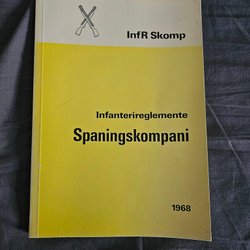 InfR Skomp
Infanterireglemente
Spaningskompani
1968